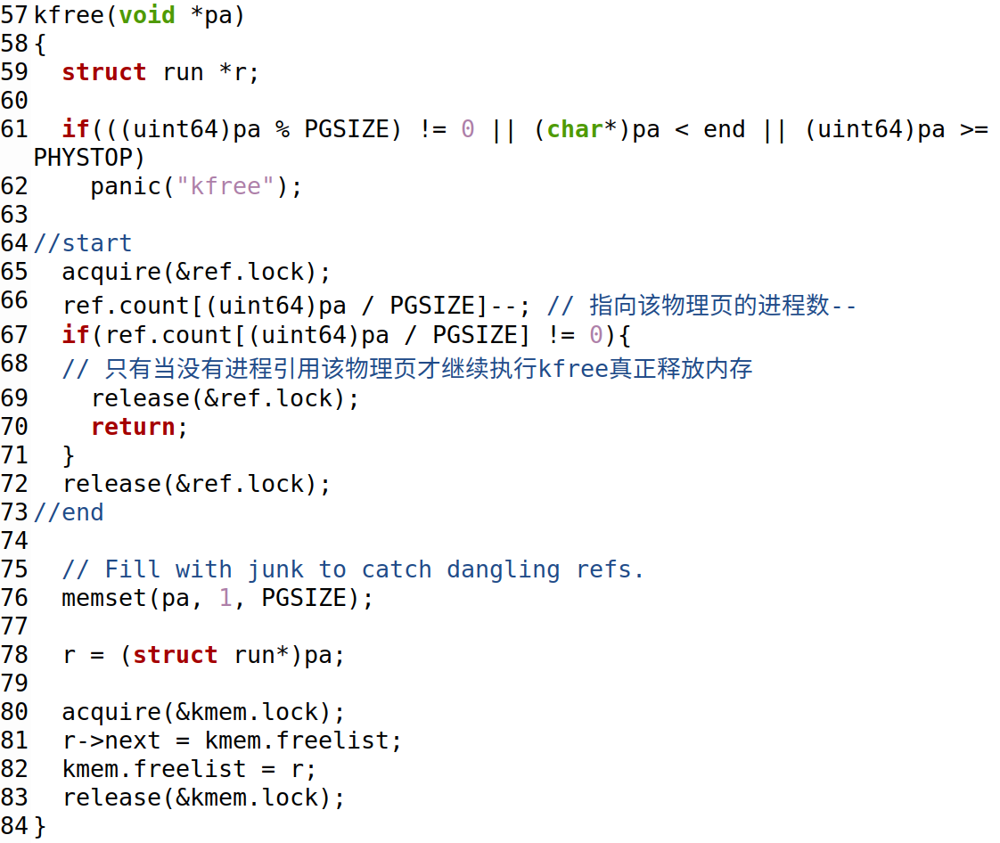 57 kfree(void *pa)
58 {
59   struct run *r;
60
61   if(((uint64)pa % PGSIZE) != 0 || (char*)pa < end || (uint64)pa >=
PHYSTOP)
62     panic("kfree");
63
64 //start
65   acquire(&ref.lock);
66   ref.count[(uint64)pa / PGSIZE]--; // 指向该物理页的进程数--
67   if(ref.count[(uint64)pa / PGSIZE] != 0){
68   // 只有当没有进程引用该物理页才继续执行kfree真正释放内存
69     release(&ref.lock);
70     return;
71   }
72   release(&ref.lock);
73 //end
74
75   // Fill with junk to catch dangling refs.
76   memset(pa, 1, PGSIZE);
77
78   r = (struct run*)pa;
79
80   acquire(&kmem.lock);
81   r->next = kmem.freelist;
82   kmem.freelist = r;
83   release(&kmem.lock);
84 }